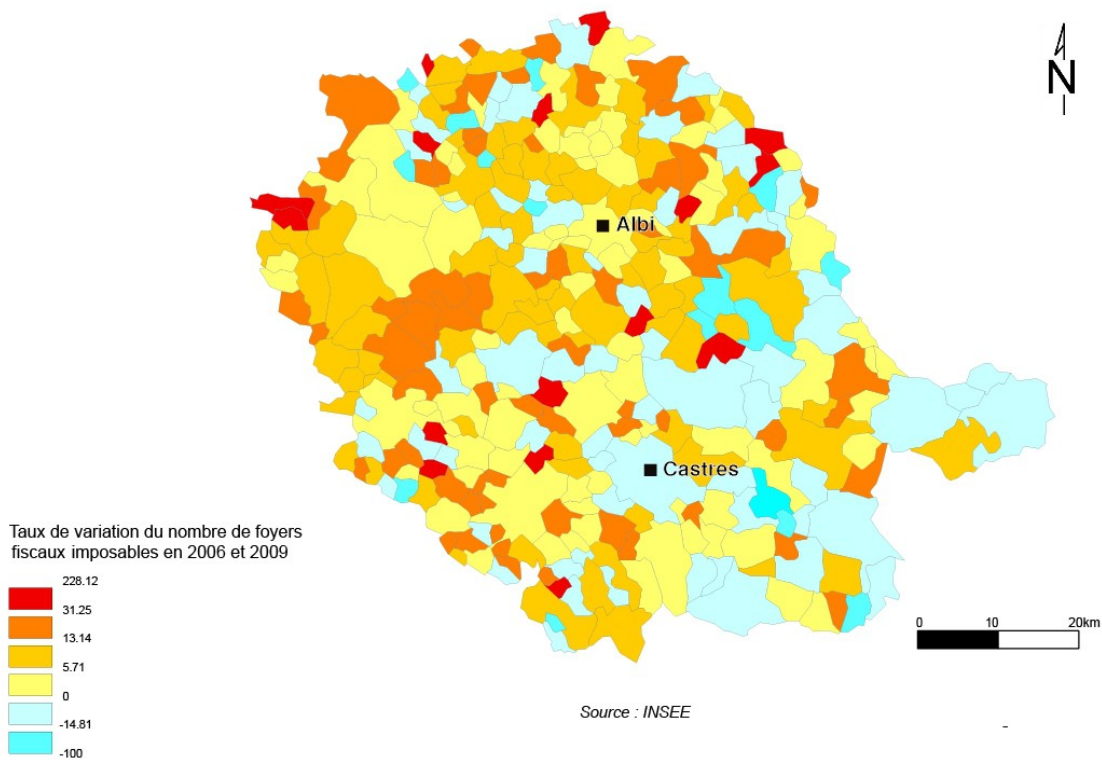 N
Albi
Castres
Taux de variation du nombre de foyers
fiscaux imposables en 2006 et 2009
228.12
31.25
13.14
5.71
0
-14.81
-100
0 10 20km
Source : INSEE